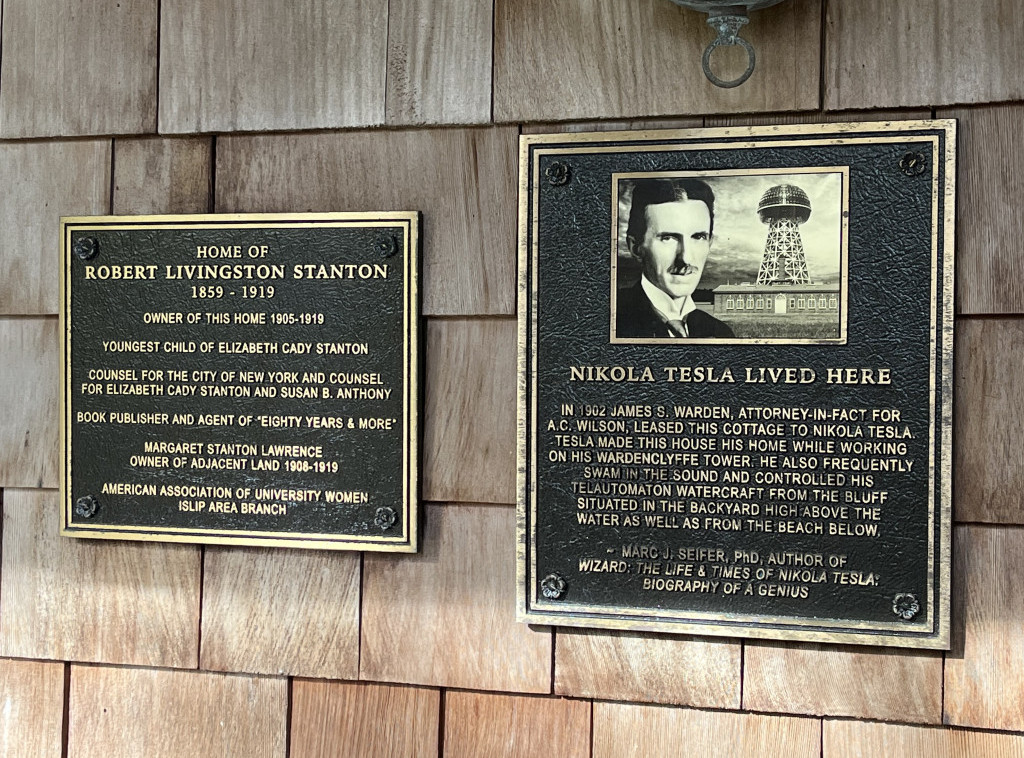 HOME OF
ROBERT LIVINGSTON STANTON
1859 - 1919
OWNER OF THIS HOME 1905-1919
YOUNGEST CHILD OF ELIZABETH CADY STANTON
COUNSEL FOR THE CITY OF NEW YORK AND COUNSEL
FOR ELIZABETH CADY STANTON AND SUSAN B. ANTHONY
BOOK PUBLISHER AND AGENT OF "EIGHTY YEARS & MORE"
MARGARET STANTON LAWRENCE
OWNER OF ADJACENT LAND 1908-1919
AMERICAN ASSOCIATION OF UNIVERSITY WOMEN
ISLIP AREA BRANCH
NIKOLA TESLA LIVED HERE
IN 1902 JAMES S. WARDEN, ATTORNEY-IN-FACT FOR
A.C. WILSON, LEASED THIS COTTAGE TO NIKOLA TESLA.
TESLA MADE THIS HOUSE HIS HOME WHILE WORKING
ON HIS WARDENCLYFFE TOWER. HE ALSO FREQUENTLY
SWAM IN THE SOUND AND CONTROLLED HIS
TELAUTOMATON WATERCRAFT FROM THE BLUFF
SITUATED IN THE BACKYARD HIGH ABOVE THE
WATER AS WELL AS FROM THE BEACH BELOW.
~ MARC J. SEIFER, PhD, AUTHOR OF
WIZARD: THE LIFE & TIMES OF NIKOLA TESLA:
BIOGRAPHY OF A GENIUS